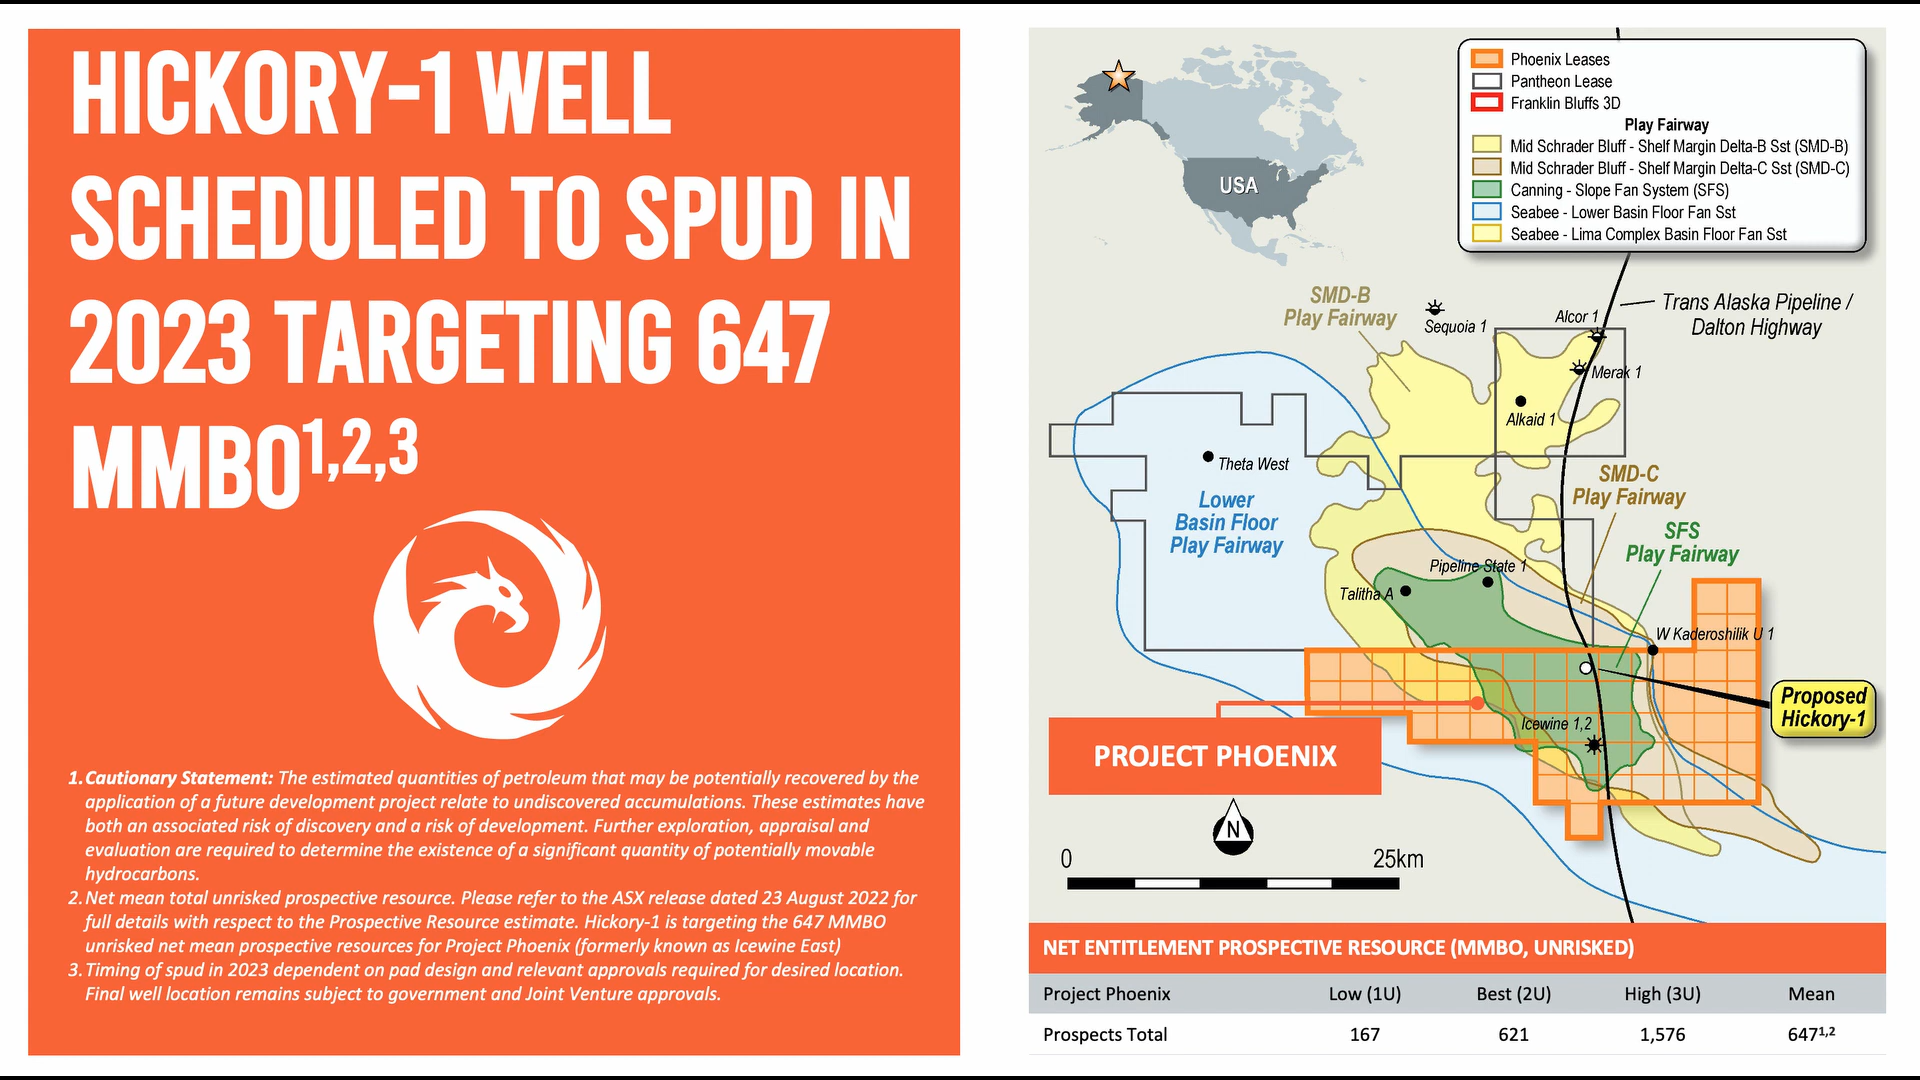 HICKORY-1 WELL
SCHEDULED TO SPUD IN
2023 TARGETING 647
MMBO1,2,3
1. Cautionary Statement: The estimated quantities of petroleum that may be potentially recovered by the
application of a future development project relate to undiscovered accumulations. These estimates have
both an associated risk of discovery and a risk of development. Further exploration, appraisal and
evaluation are required to determine the existence of a significant quantity of potentially movable
hydrocarbons.
2. Net mean total unrisked prospective resource. Please refer to the ASX release dated 23 August 2022 for
full details with respect to the Prospective Resource estimate. Hickory-1 is targeting the 647 MMBO
unrisked net mean prospective resources for Project Phoenix (formerly known as Icewine East)
3. Timing of spud in 2023 dependent on pad design and relevant approvals required for desired location.
Final well location remains subject to government and Joint Venture approvals.
USA
Phoenix Leases
Pantheon Lease
Franklin Bluffs 3D
Play Fairway
Mid Schrader Bluff - Shelf Margin Delta-B Sst (SMD-B)
Mid Schrader Bluff - Shelf Margin Delta-C Sst (SMD-C)
Canning - Slope Fan System (SFS)
Seabee - Lower Basin Floor Fan Sst
Seabee - Lima Complex Basin Floor Fan Sst
SMD-B
Play Fairway
Sequoia 1
Alcor 1
Trans Alaska Pipeline /
Dalton Highway
Merak 1
Alkaid 1
Theta West
Lower
Basin Floor
Play Fairway
SMD-C
Play Fairway
SFS
Play Fairway
Pipeline State 1
Talitha A
W Kaderoshilik U 1
Proposed
Hickory-1
Icewine 1,2
PROJECT PHOENIX
N
0 25km
NET ENTITLEMENT PROSPECTIVE RESOURCE (MMBO, UNRISKED)
Project Phoenix Low (1U) Best (2U) High (3U) Mean
Prospects Total 167 621 1,576 6471,2